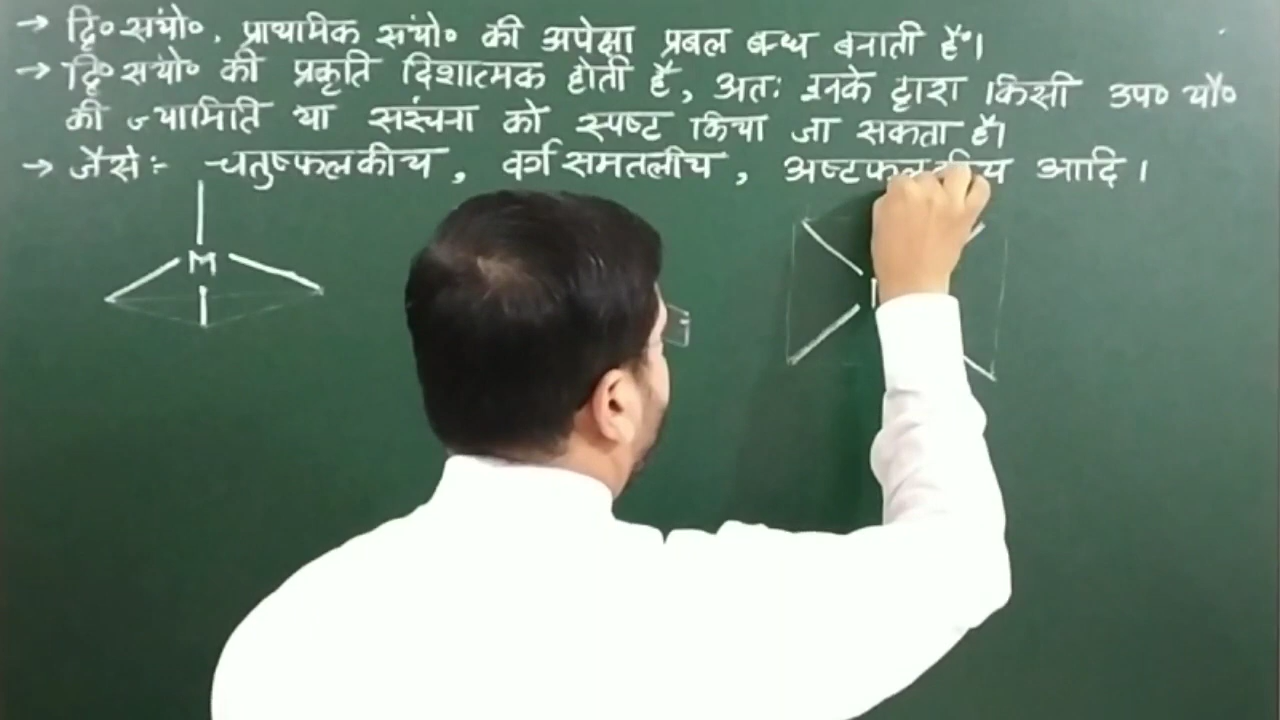 → द्वि० संयो०, प्राथमिक संयो० की अपेक्षा प्रबल बन्ध बनाती हैं।
→ द्वि० संयो० की प्रकृति दिशात्मक होती है, अतः इनके द्वारा किसी उप० यौ०
की ज्यामिति या संरचना को स्पष्ट किया जा सकता है।
→ जैसे:- चतुष्फलकीय, वर्ग समतलीय, अष्टफलकीय आदि।
M